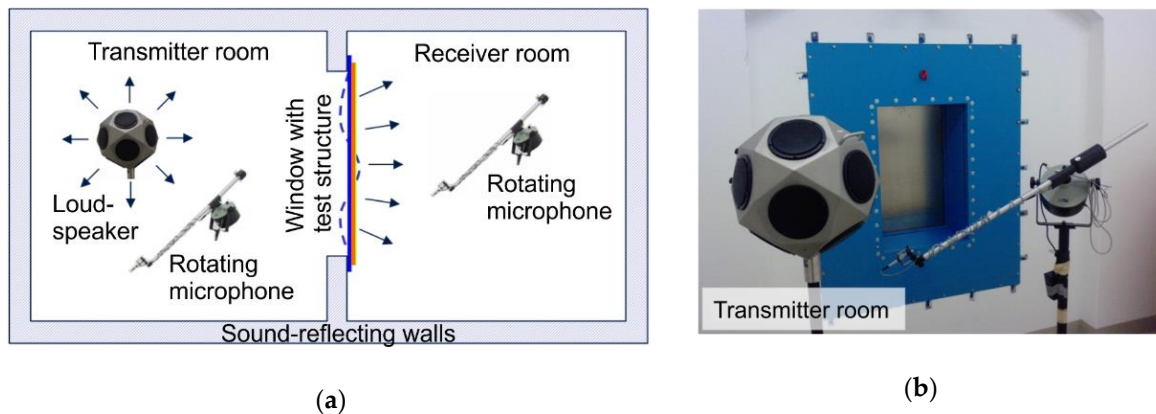 Transmitter room
Receiver room
Window with
test structure
Loud-
speaker
Rotating
microphone
Rotating
microphone
Sound-reflecting walls
Transmitter room
(a)
(b)